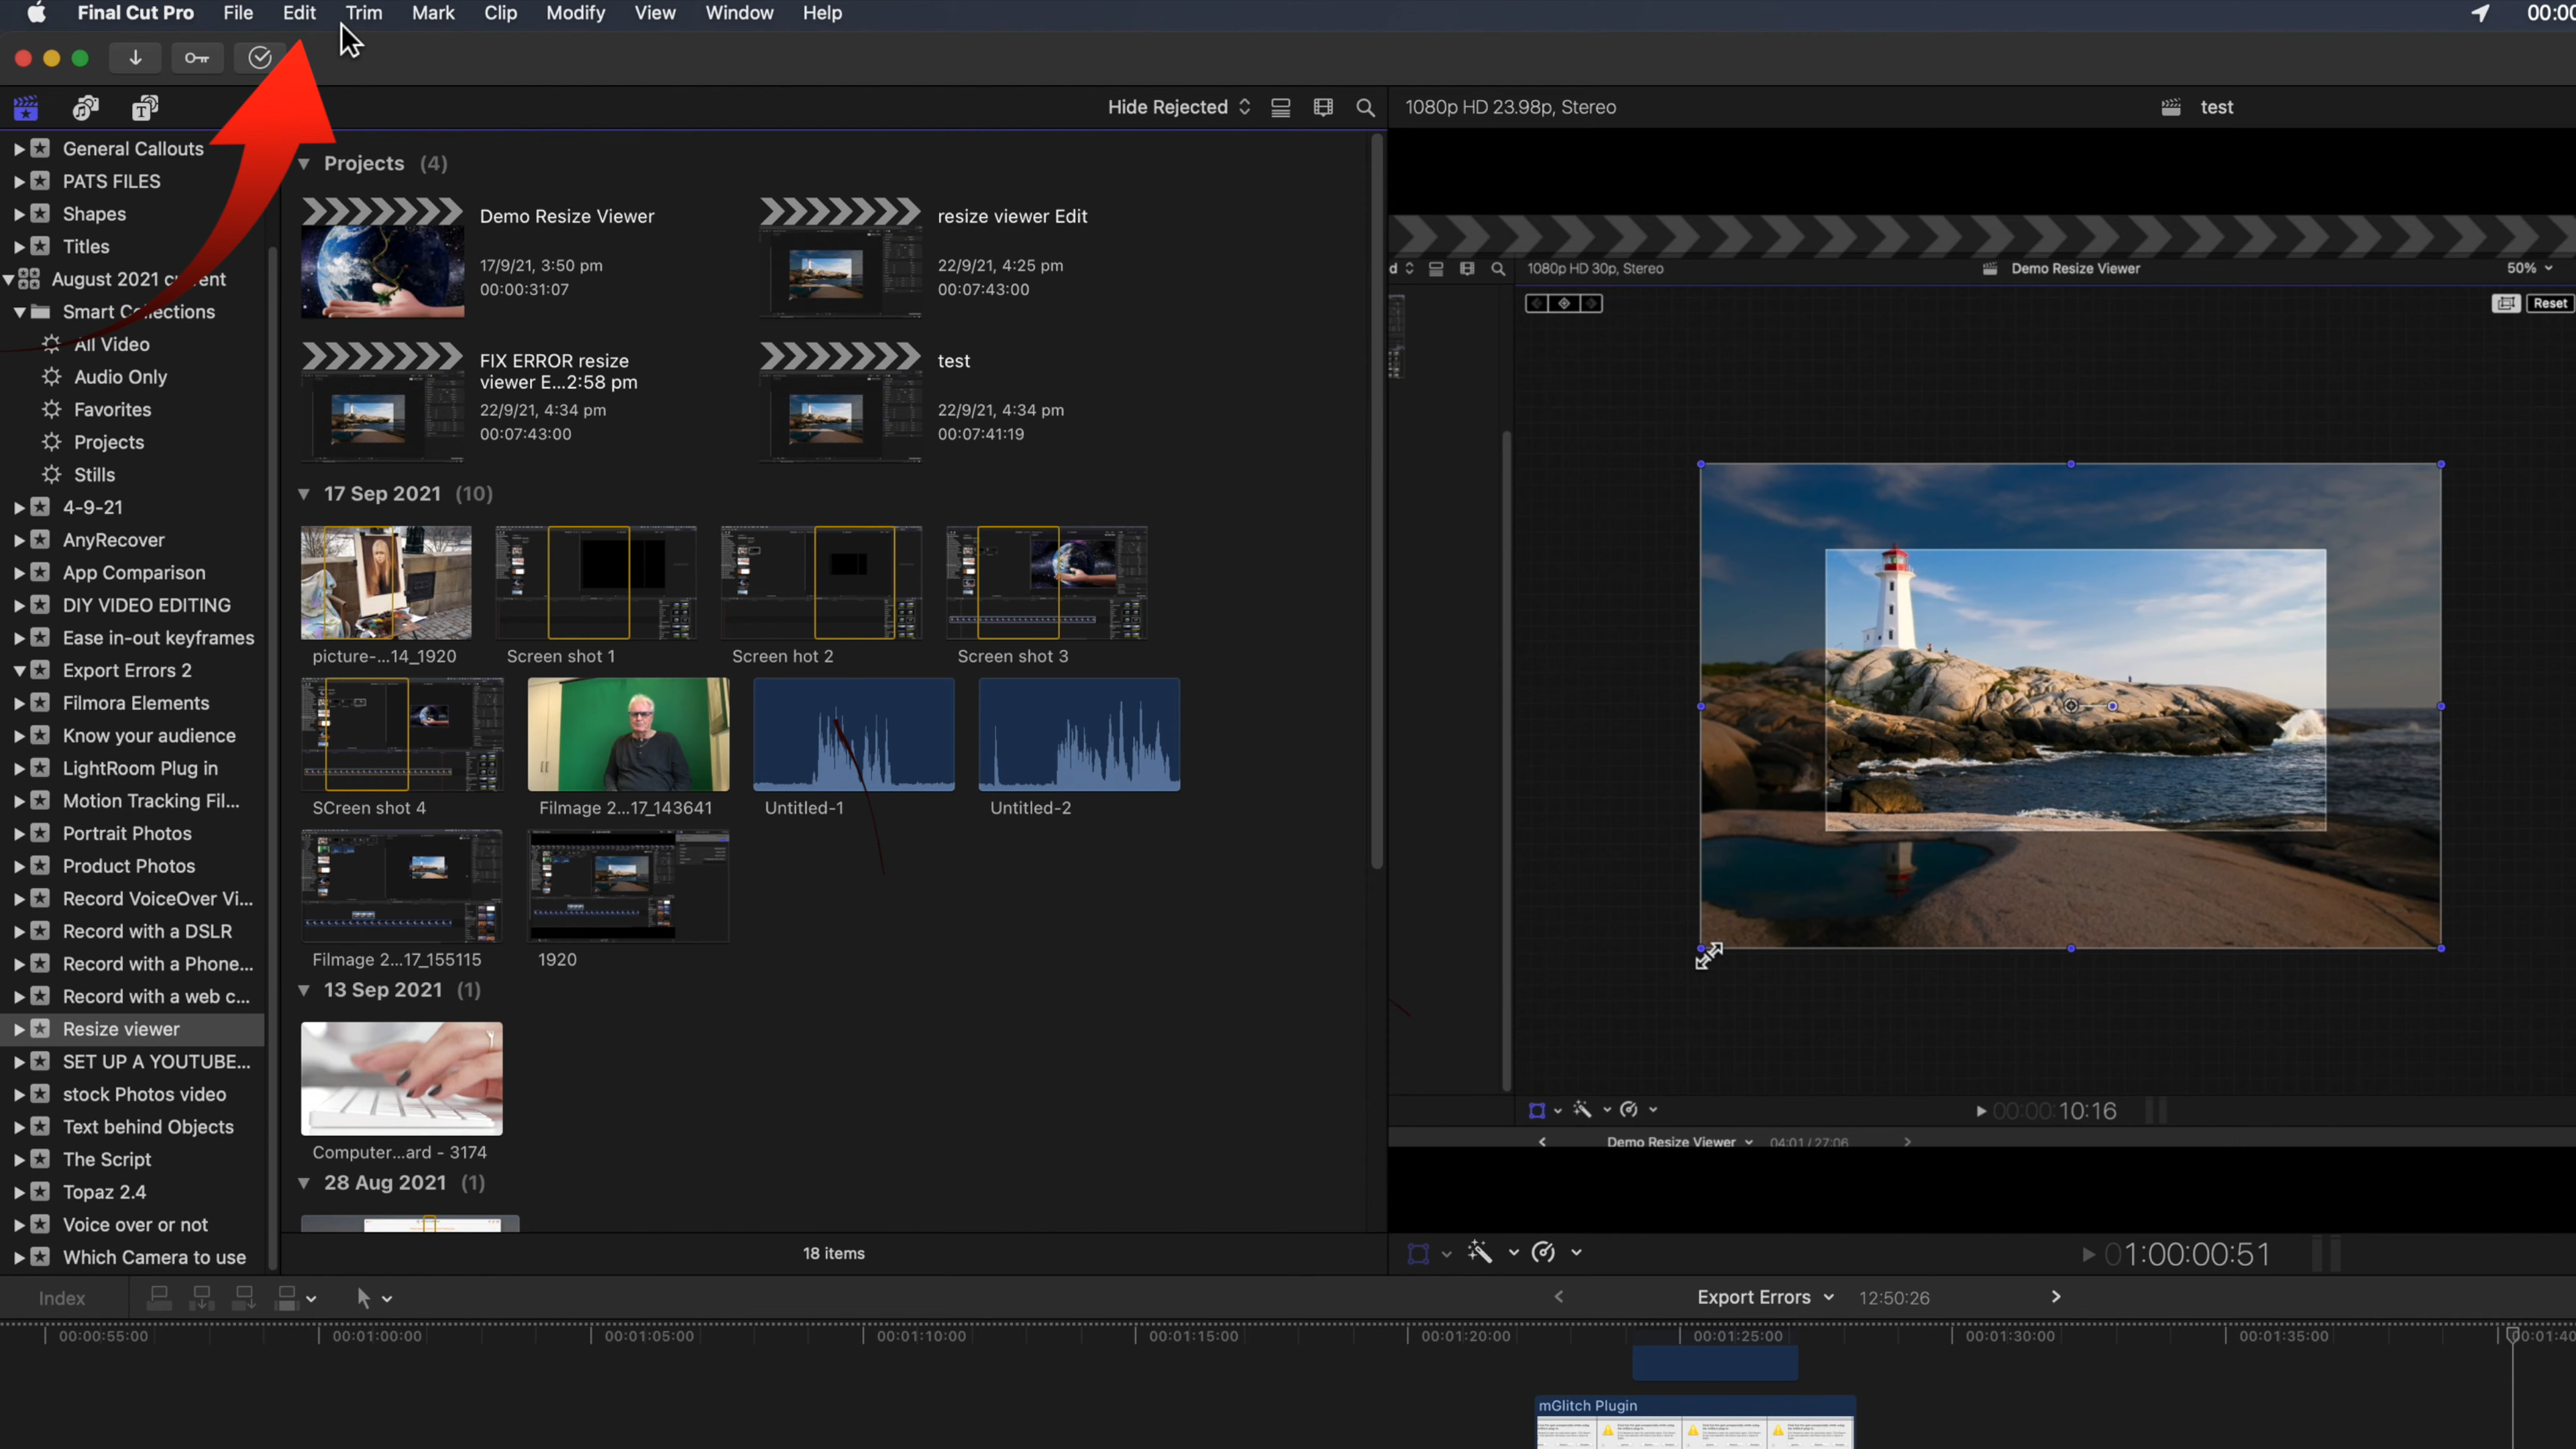 Final Cut Pro File Edit Trim Mark Clip Modify View Window Help
Hide Rejected
1080p HD 23.98p, Stereo
test
General Callouts
PATS FILES
Shapes
Titles
August 2021
Smart Collections
All Video
Audio Only
Favorites
Projects
Stills
4-9-21
AnyRecover
App Comparison
DIY VIDEO EDITING
Ease in-out keyframes
Export Errors 2
Filmora Elements
Know your audience
LightRoom Plug in
Motion Tracking Fil...
Portrait Photos
Product Photos
Record VoiceOver Vi...
Record with a DSLR
Record with a Phone...
Record with a web c...
Resize viewer
SET UP A YOUTUBE...
stock Photos video
Text behind Objects
The Script
Topaz 2.4
Voice over or not
Which Camera to use
Projects (4)
Demo Resize Viewer
17/9/21, 3:50 pm
00:00:31:07
resize viewer Edit
22/9/21, 4:25 pm
00:07:43:00
FIX ERROR resize
viewer E...2:58 pm
22/9/21, 4:34 pm
00:07:43:00
test
22/9/21, 4:34 pm
00:07:41:19
17 Sep 2021 (10)
picture-...14_1920
Screen shot 1
Screen hot 2
Screen shot 3
SCreen shot 4
Filmage 2...17_143641
Untitled-1
Untitled-2
Filmage 2...17_155115
1920
13 Sep 2021 (1)
Computer...ard - 3174
28 Aug 2021 (1)
18 items
1080p HD 30p, Stereo
Demo Resize Viewer
50%
Reset
00:00:10:16
Demo Resize Viewer 04:01 / 27:06
01:00:00:51
Index
Export Errors 12:50:26
00:00:55:00 00:01:00:00 00:01:05:00 00:01:10:00 00:01:15:00 00:01:20:00 00:01:25:00 00:01:30:00 00:01:35:00
mGlitch Plugin